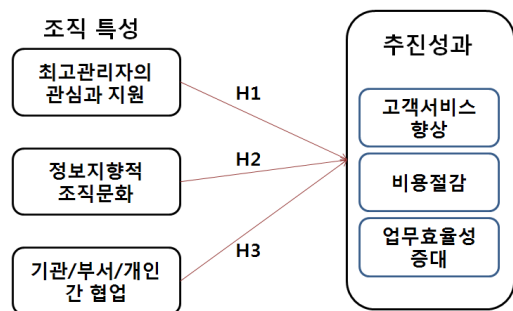 조직 특성
최고관리자의
관심과 지원
정보지향적
조직문화
기관/부서/개인
간 협업
H1
H2
H3
추진성과
고객서비스
향상
비용절감
업무효율성
증대